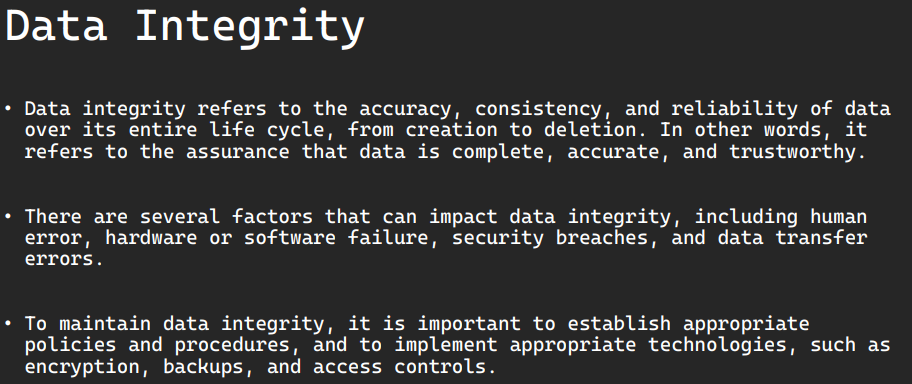 Data Integrity
• Data integrity refers to the accuracy, consistency, and reliability of data
over its entire life cycle, from creation to deletion. In other words, it
refers to the assurance that data is complete, accurate, and trustworthy.
• There are several factors that can impact data integrity, including human
error, hardware or software failure, security breaches, and data transfer
errors.
• To maintain data integrity, it is important to establish appropriate
policies and procedures, and to implement appropriate technologies, such as
encryption, backups, and access controls.